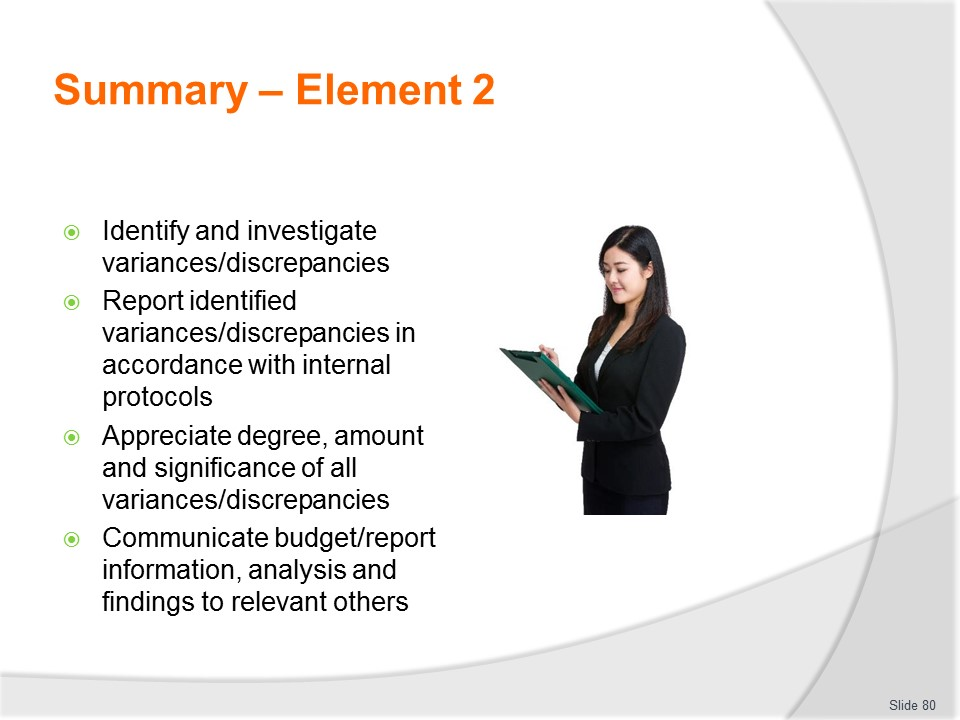 Summary – Element 2
Identify and investigate
variances/discrepancies
Report identified
variances/discrepancies in
accordance with internal
protocols
Appreciate degree, amount
and significance of all
variances/discrepancies
Communicate budget/report
information, analysis and
findings to relevant others
Slide 80